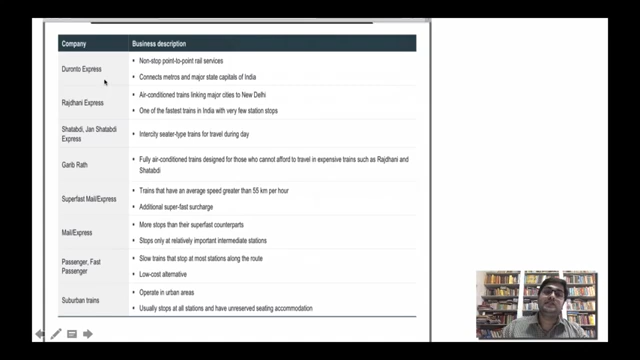 Company Business description
Duronto Express
Non-stop point-to-point rail services
Connects metros and major state capitals of India
Rajdhani Express
Air-conditioned trains linking major cities to New Delhi
One of the fastest trains in India with very few station stops
Shatabdi, Jan Shatabdi
Express
Intercity seater-type trains for travel during day
Garib Rath
Fully air-conditioned trains designed for those who cannot afford to travel in expensive trains such as Rajdhani and
Shatabdi
Superfast Mail/Express
Trains that have an average speed greater than 55 km per hour
Additional super-fast surcharge
Mail/Express
More stops than their superfast counterparts
Stops only at relatively important intermediate stations
Passenger, Fast
Passenger
Slow trains that stop at most stations along the route
Low-cost alternative
Suburban trains
Operate in urban areas
Usually stops at all stations and have unreserved seating accommodation